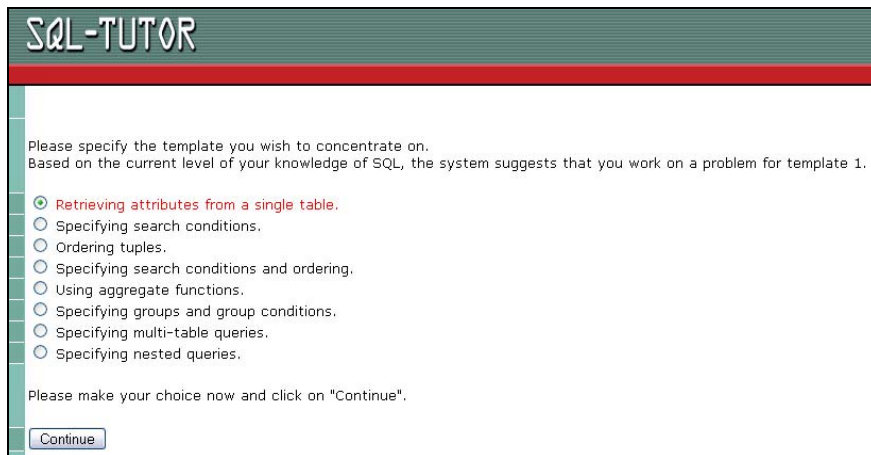 SQL-TUTOR
Please specify the template you wish to concentrate on.
Based on the current level of your knowledge of SQL, the system suggests that you work on a problem for template 1.
Retrieving attributes from a single table.
Specifying search conditions.
Ordering tuples.
Specifying search conditions and ordering.
Using aggregate functions.
Specifying groups and group conditions.
Specifying multi-table queries.
Specifying nested queries.
Please make your choice now and click on "Continue".
Continue